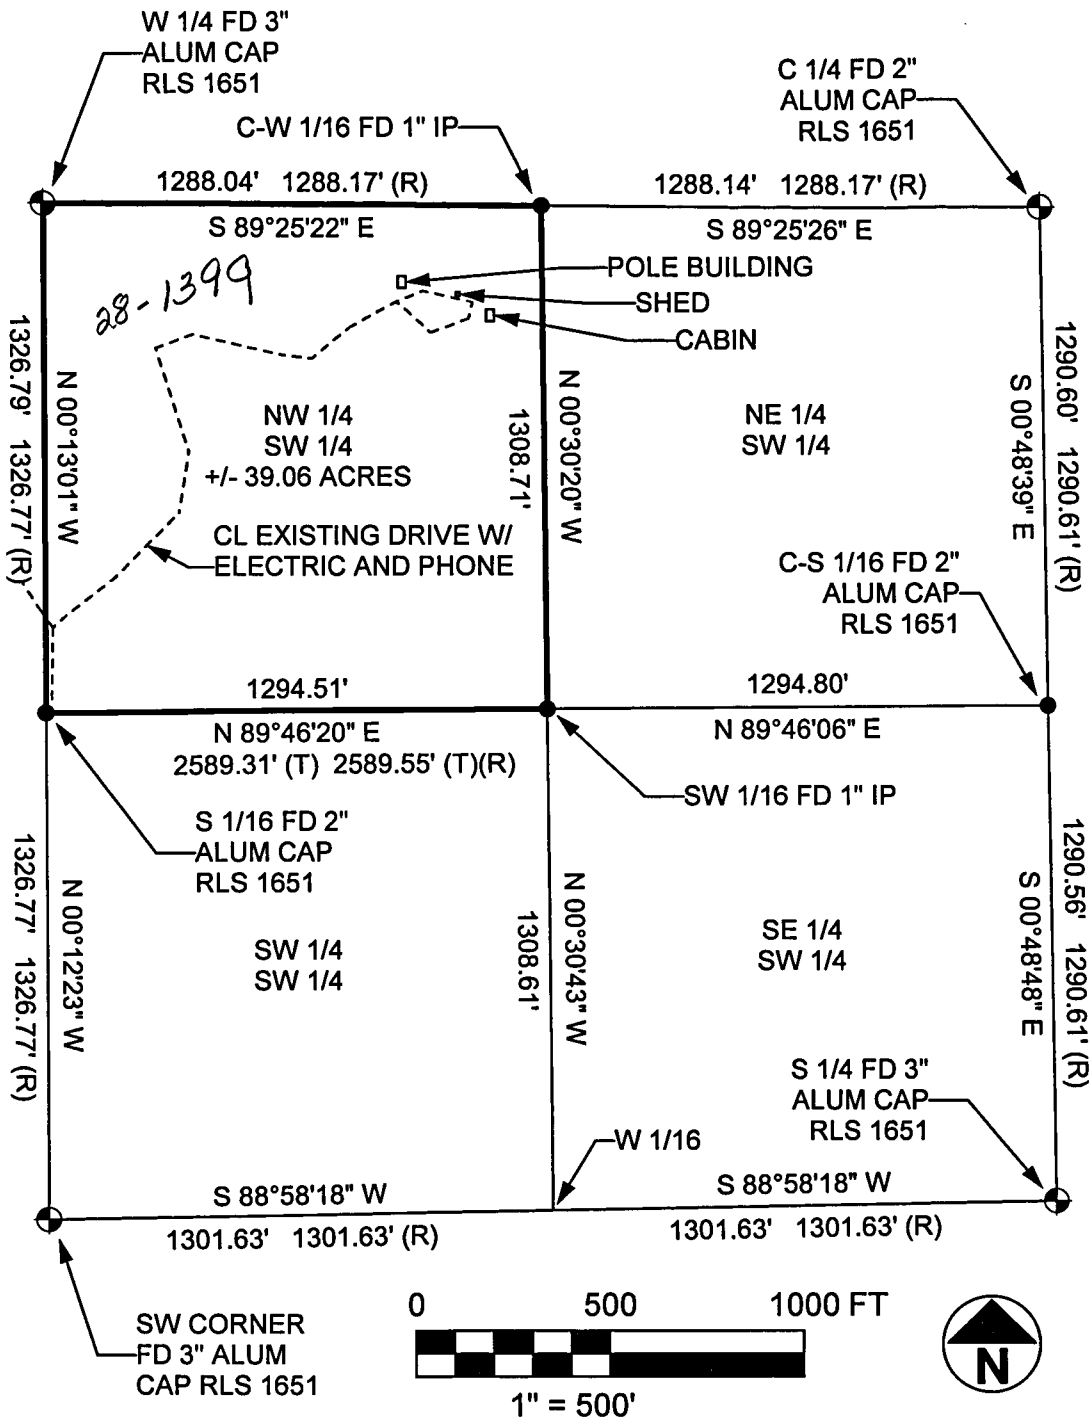 W 1/4 FD 3"
ALUM CAP
RLS 1651
C 1/4 FD 2"
ALUM CAP
RLS 1651
C-W 1/16 FD 1" IP
1288.04' 1288.17' (R)
S 89°25'22" E
1288.14' 1288.17' (R)
S 89°25'26" E
28-1399
POLE BUILDING
SHED
CABIN
1326.79' 1326.77' (R)
N 00°13'01" W
NW 1/4
SW 1/4
+/- 39.06 ACRES
CL EXISTING DRIVE W/
ELECTRIC AND PHONE
1308.71'
N 00°30'20" W
NE 1/4
SW 1/4
S 00°48'39" E
1290.60' 1290.61' (R)
C-S 1/16 FD 2"
ALUM CAP
RLS 1651
1294.51'
N 89°46'20" E
2589.31' (T) 2589.55' (T)(R)
1294.80'
N 89°46'06" E
SW 1/16 FD 1" IP
S 1/16 FD 2"
ALUM CAP
RLS 1651
1326.77' 1326.77' (R)
N 00°12'23" W
SW 1/4
SW 1/4
1308.61'
N 00°30'43" W
SE 1/4
SW 1/4
S 00°48'48" E
1290.56' 1290.61' (R)
S 1/4 FD 3"
ALUM CAP
RLS 1651
W 1/16
S 88°58'18" W
1301.63' 1301.63' (R)
S 88°58'18" W
1301.63' 1301.63' (R)
SW CORNER
FD 3" ALUM
CAP RLS 1651
0 500 1000 FT
1" = 500'
N